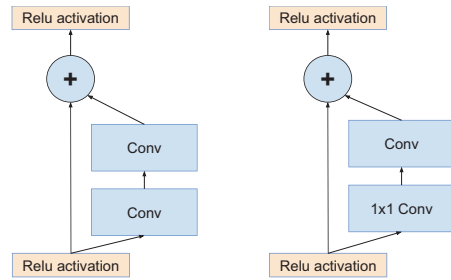 Relu activation
+
Conv
Conv
Relu activation
Relu activation
+
Conv
1x1 Conv
Relu activation